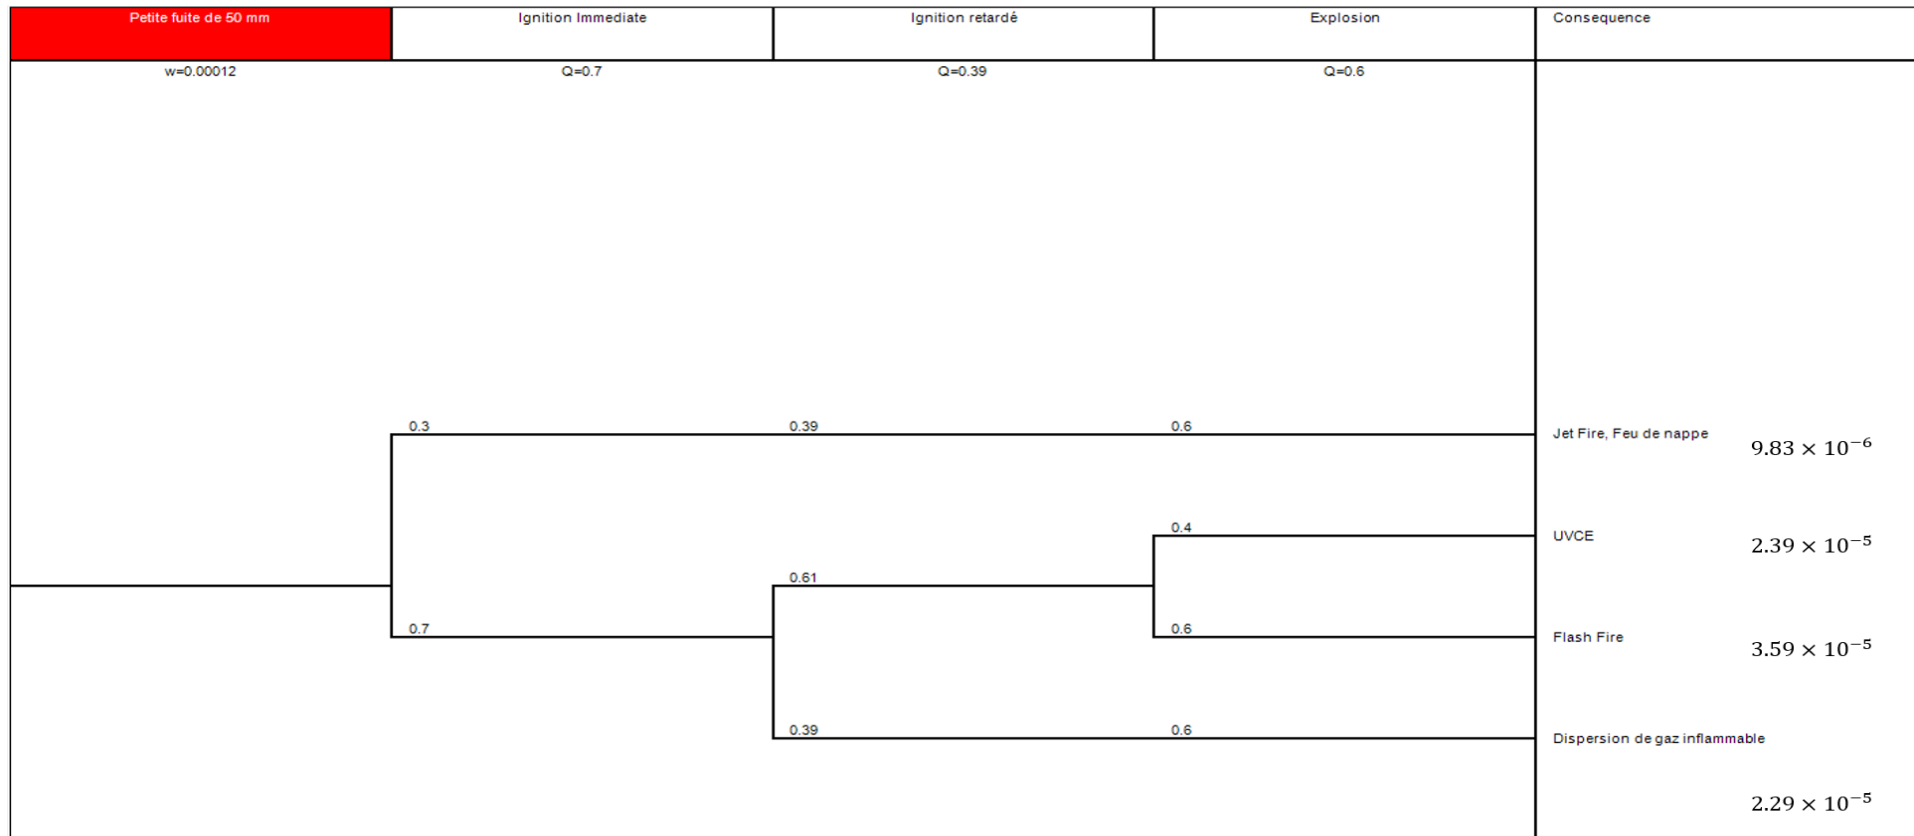 Petite fuite de 50 mm Ignition Immediate Ignition retardé Explosion Consequence
w=0.00012 Q=0.7 Q=0.39 Q=0.6
0.3 0.39 0.6 Jet Fire, Feu de nappe 9.83 × 10⁻⁶
0.4 UVCE 2.39 × 10⁻⁵
0.61
0.7 0.6 Flash Fire 3.59 × 10⁻⁵
0.39 0.6 Dispersion de gaz inflammable
2.29 × 10⁻⁵